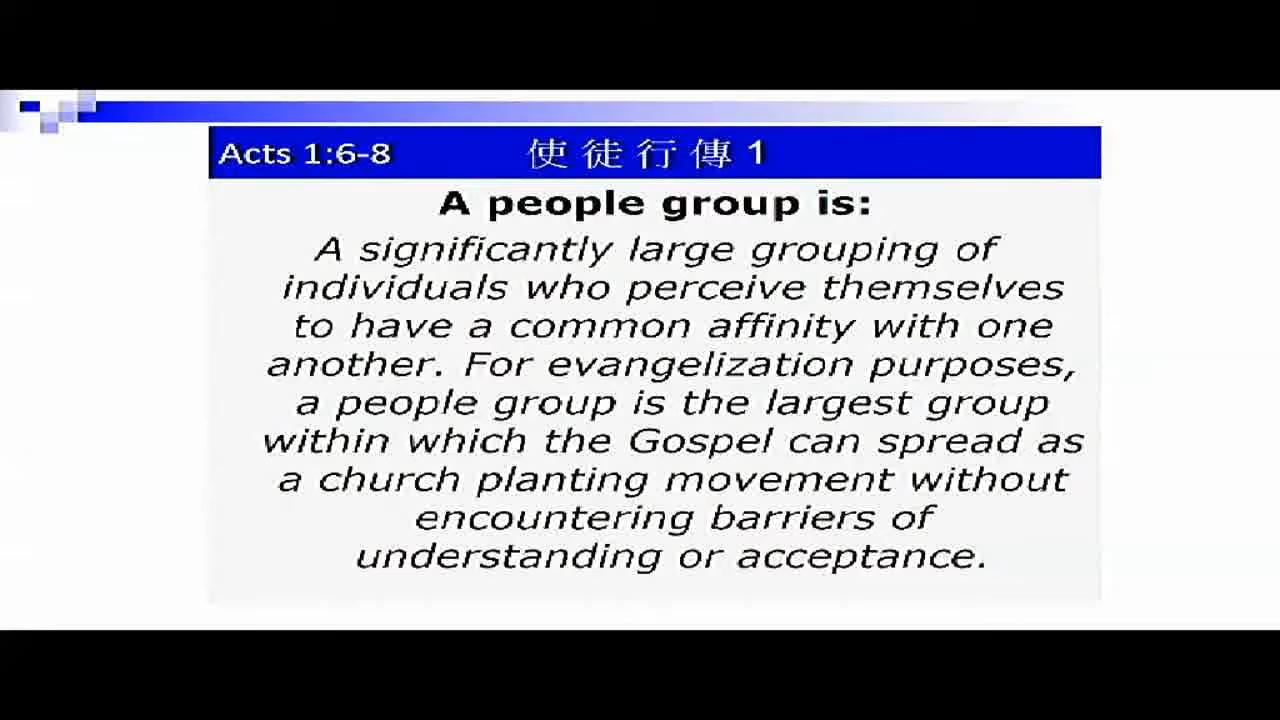 Acts 1:6-8 使徒行傳 1
A people group is:
A significantly large grouping of
individuals who perceive themselves
to have a common affinity with one
another. For evangelization purposes,
a people group is the largest group
within which the Gospel can spread as
a church planting movement without
encountering barriers of
understanding or acceptance.